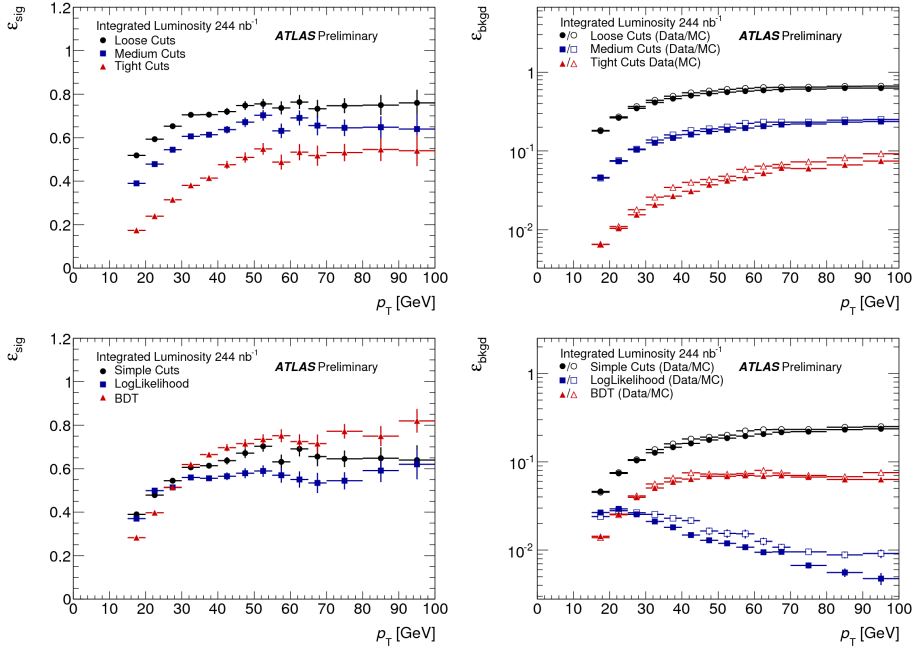 ε_sig
1.2
1
0.8
0.6
0.4
0.2
0
Integrated Luminosity 244 nb⁻¹
Loose Cuts
Medium Cuts
Tight Cuts
ATLAS Preliminary
0 10 20 30 40 50 60 70 80 90 100
p_T [GeV]
ε_bkgd
1
10⁻¹
10⁻²
Integrated Luminosity 244 nb⁻¹
/ Loose Cuts (Data/MC)
/ Medium Cuts (Data/MC)
/ Tight Cuts Data(MC)
ATLAS Preliminary
0 10 20 30 40 50 60 70 80 90 100
p_T [GeV]
ε_sig
1.2
1
0.8
0.6
0.4
0.2
0
Integrated Luminosity 244 nb⁻¹
Simple Cuts
LogLikelihood
BDT
ATLAS Preliminary
0 10 20 30 40 50 60 70 80 90 100
p_T [GeV]
ε_bkgd
1
10⁻¹
10⁻²
Integrated Luminosity 244 nb⁻¹
/ Simple Cuts (Data/MC)
/ LogLikelihood (Data/MC)
/ BDT (Data/MC)
ATLAS Preliminary
0 10 20 30 40 50 60 70 80 90 100
p_T [GeV]